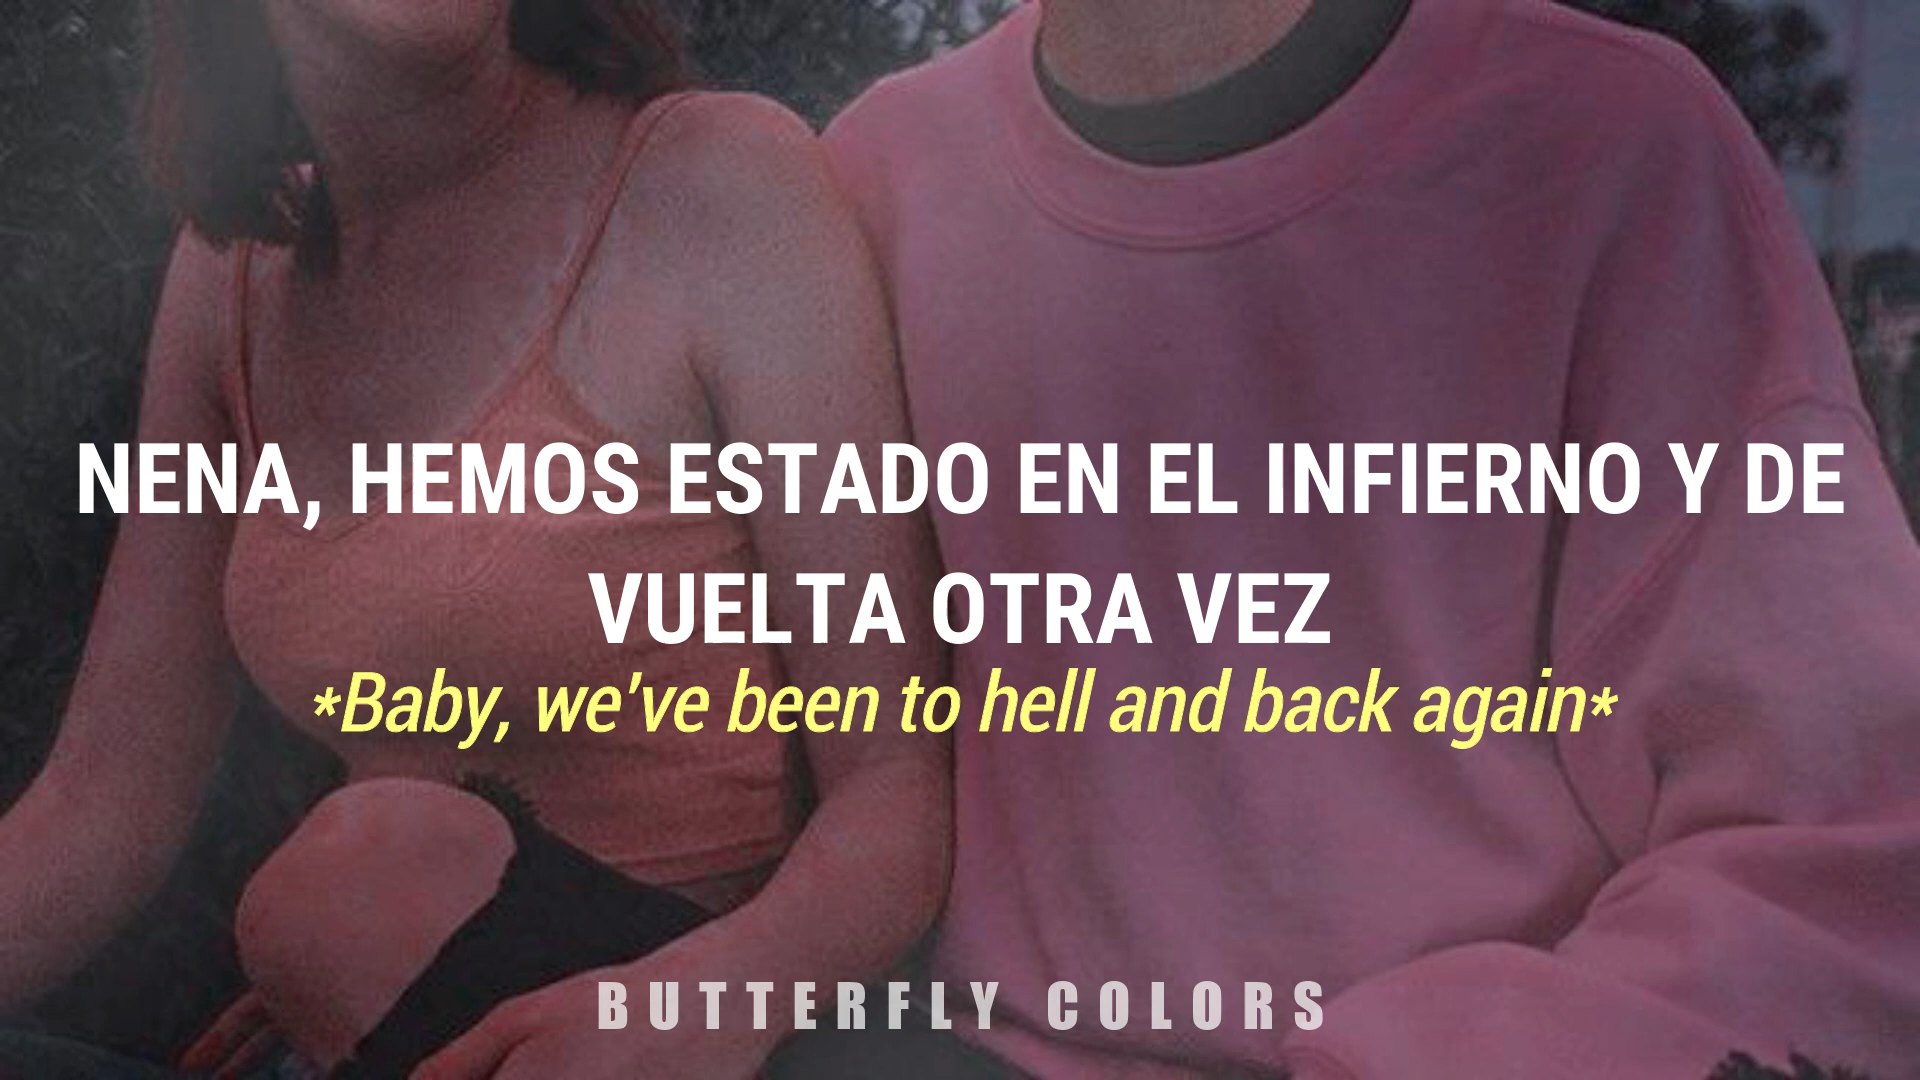 NENA, HEMOS ESTADO EN EL INFIERNO Y DE
VUELTA OTRA VEZ
*Baby, we've been to hell and back again*
BUTTERFLY COLORS